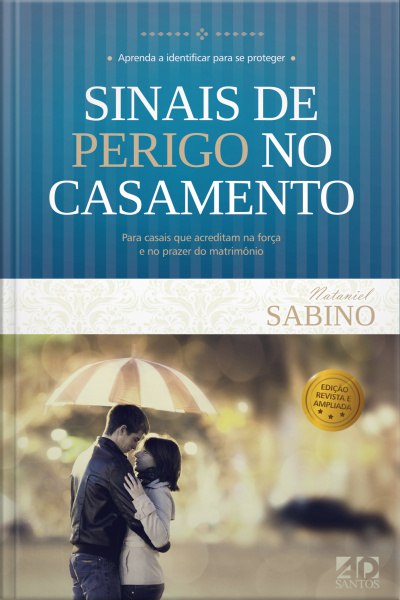 Aprenda a identificar para se proteger
SINAIS DE
PERIGO NO
CASAMENTO
Para casais que acreditam na força
e no prazer do matrimônio
Nataniel
SABINO
EDIÇÃO
REVISTA E
AMPLIADA
AD
SANTOS